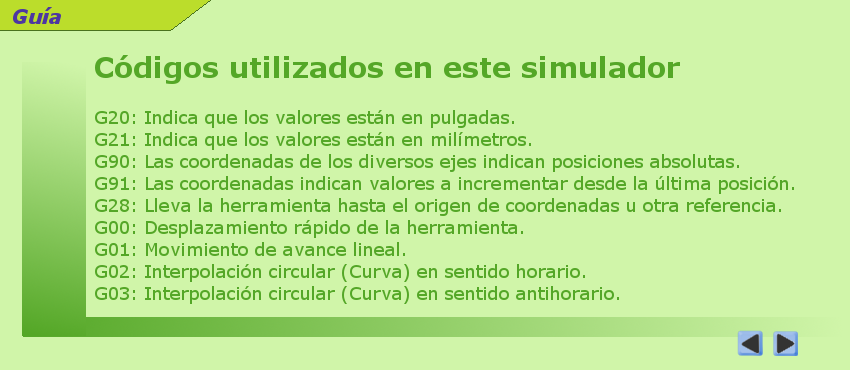 Guía
Códigos utilizados en este simulador
G20: Indica que los valores están en pulgadas.
G21: Indica que los valores están en milímetros.
G90: Las coordenadas de los diversos ejes indican posiciones absolutas.
G91: Las coordenadas indican valores a incrementar desde la última posición.
G28: Lleva la herramienta hasta el origen de coordenadas u otra referencia.
G00: Desplazamiento rápido de la herramienta.
G01: Movimiento de avance lineal.
G02: Interpolación circular (Curva) en sentido horario.
G03: Interpolación circular (Curva) en sentido antihorario.